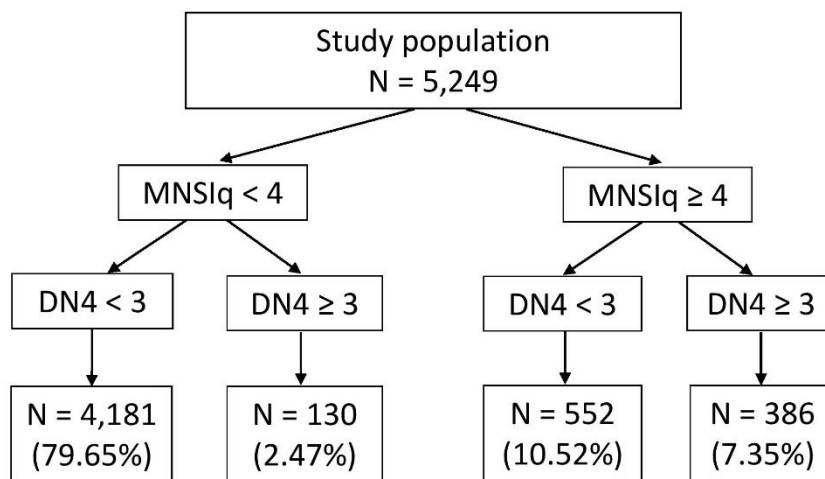 Study population
N = 5,249
MNSIq < 4
MNSIq ≥ 4
DN4 < 3
DN4 ≥ 3
DN4 < 3
DN4 ≥ 3
N = 4,181
(79.65%)
N = 130
(2.47%)
N = 552
(10.52%)
N = 386
(7.35%)